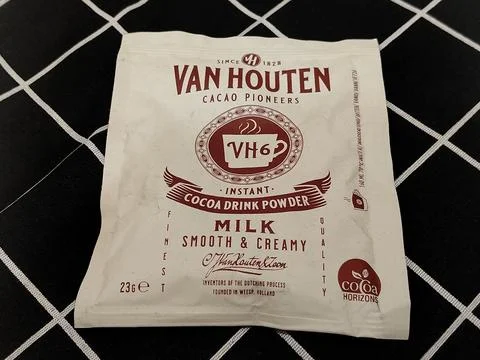 SINCE VH 1828
VAN HOUTEN
CACAO PIONEERS
VH6
· INSTANT ·
COCOA DRINK POWDER
MILK
SMOOTH & CREAMY
FINEST
QUALITY
C.J. Van Houten & Zoon
INVENTORS OF THE DUTCHING PROCESS
FOUNDED IN WEESP, HOLLAND
23G e
cocoa
HORIZONS